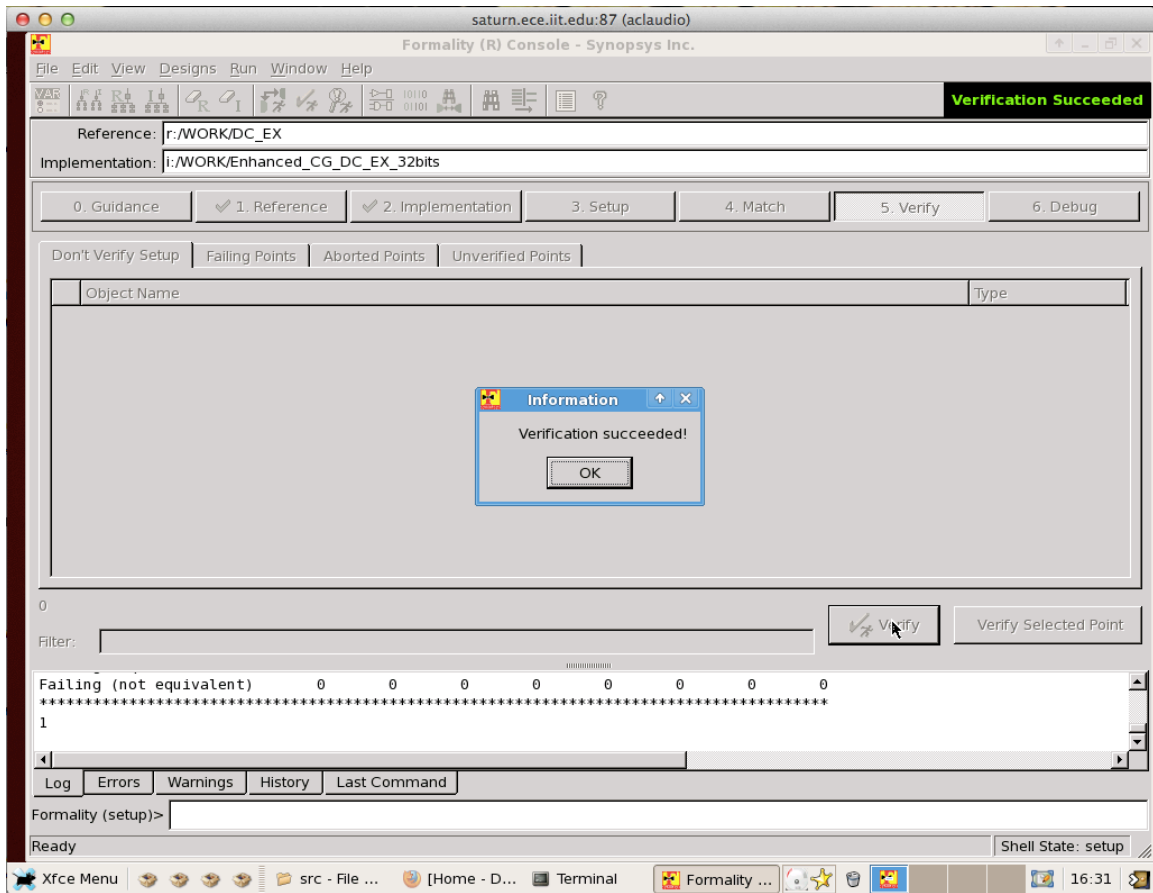 saturn.ece.iit.edu:87 (aclaudio)
Formality (R) Console - Synopsys Inc.
File Edit View Designs Run Window Help
Verification Succeeded
Reference: r:/WORK/DC_EX
Implementation: i:/WORK/Enhanced_CG_DC_EX_32bits
0. Guidance 1. Reference 2. Implementation 3. Setup 4. Match 5. Verify 6. Debug
Don't Verify Setup Failing Points Aborted Points Unverified Points
Object Name Type
Information
Verification succeeded!
OK
0
Verify Verify Selected Point
Filter:
Failing (not equivalent) 0 0 0 0 0 0 0 0
****************************************************************************************
1
Log Errors Warnings History Last Command
Formality (setup)>
Ready Shell State: setup
Xfce Menu src - File ... [Home - D... Terminal Formality ... 16:31